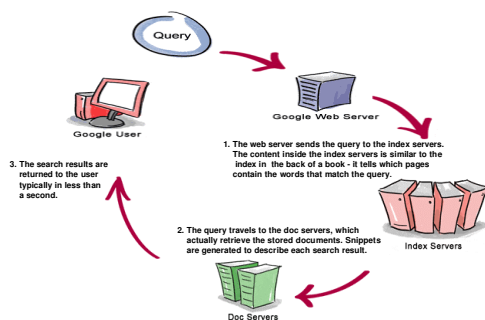 Query
Google Web Server
Google User
1. The web server sends the query to the index servers.
The content inside the index servers is similar to the
index in the back of a book - it tells which pages
contain the words that match the query.
3. The search results are
returned to the user
typically in less than
a second.
2. The query travels to the doc servers, which
actually retrieve the stored documents. Snippets
are generated to describe each search result.
Index Servers
Doc Servers